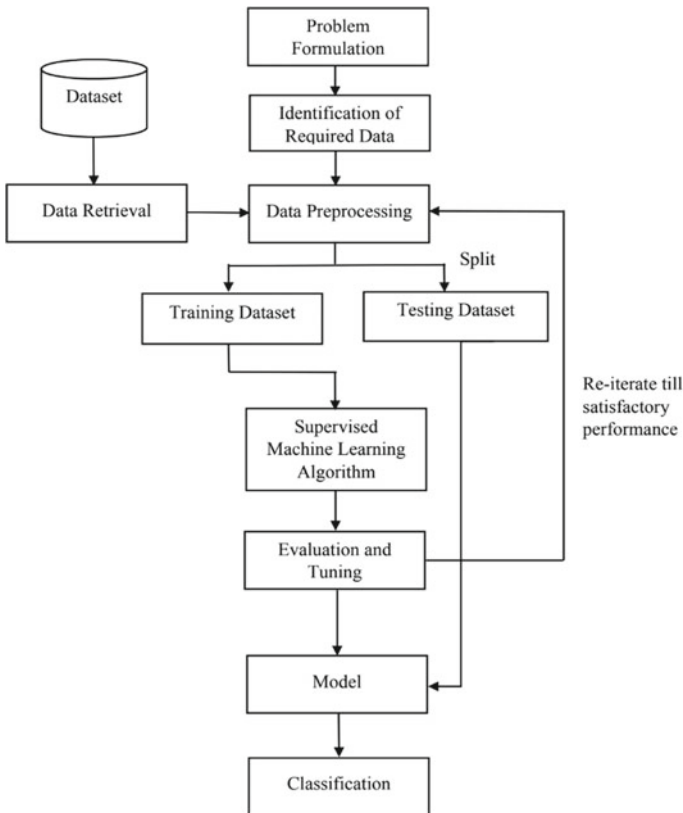 Problem
Formulation
Dataset
Identification of
Required Data
Data Retrieval
Data Preprocessing
Split
Training Dataset
Testing Dataset
Re-iterate till
satisfactory
performance
Supervised
Machine Learning
Algorithm
Evaluation and
Tuning
Model
Classification